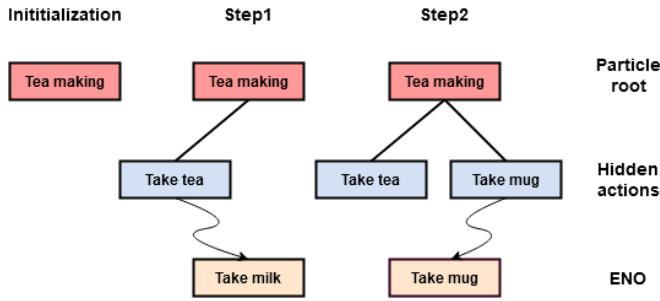 Inititialization Step1 Step2
Tea making Tea making Tea making Particle
root
Take tea Take tea Take mug Hidden
actions
Take milk Take mug ENO